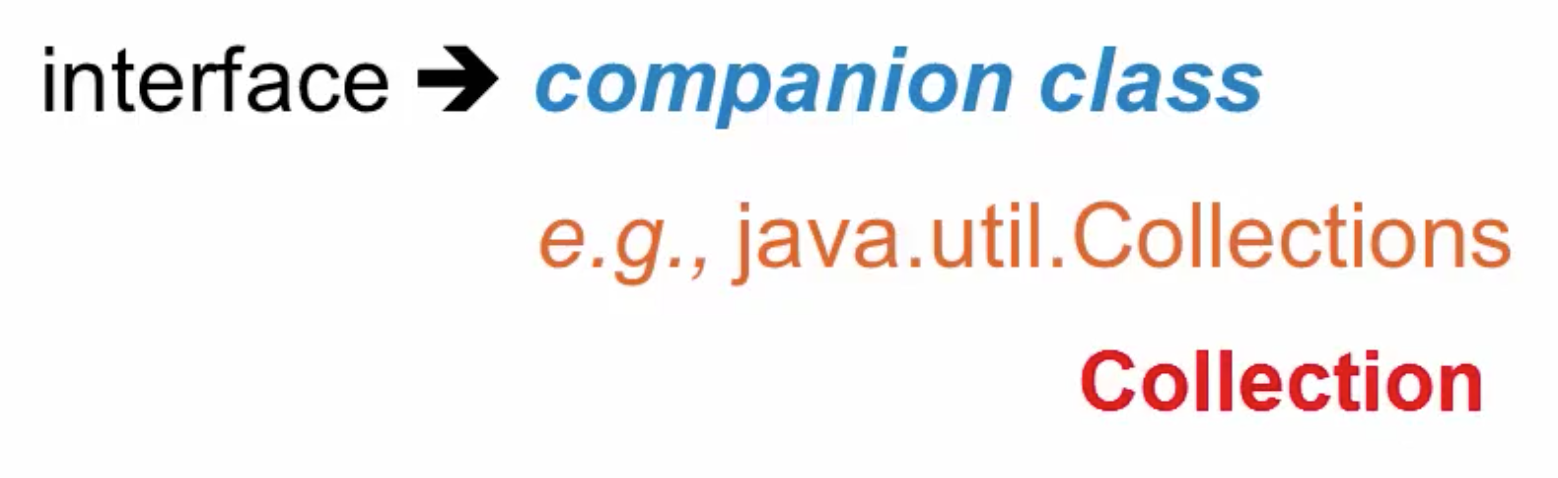 interface ➔ companion class
e.g., java.util.Collections
Collection